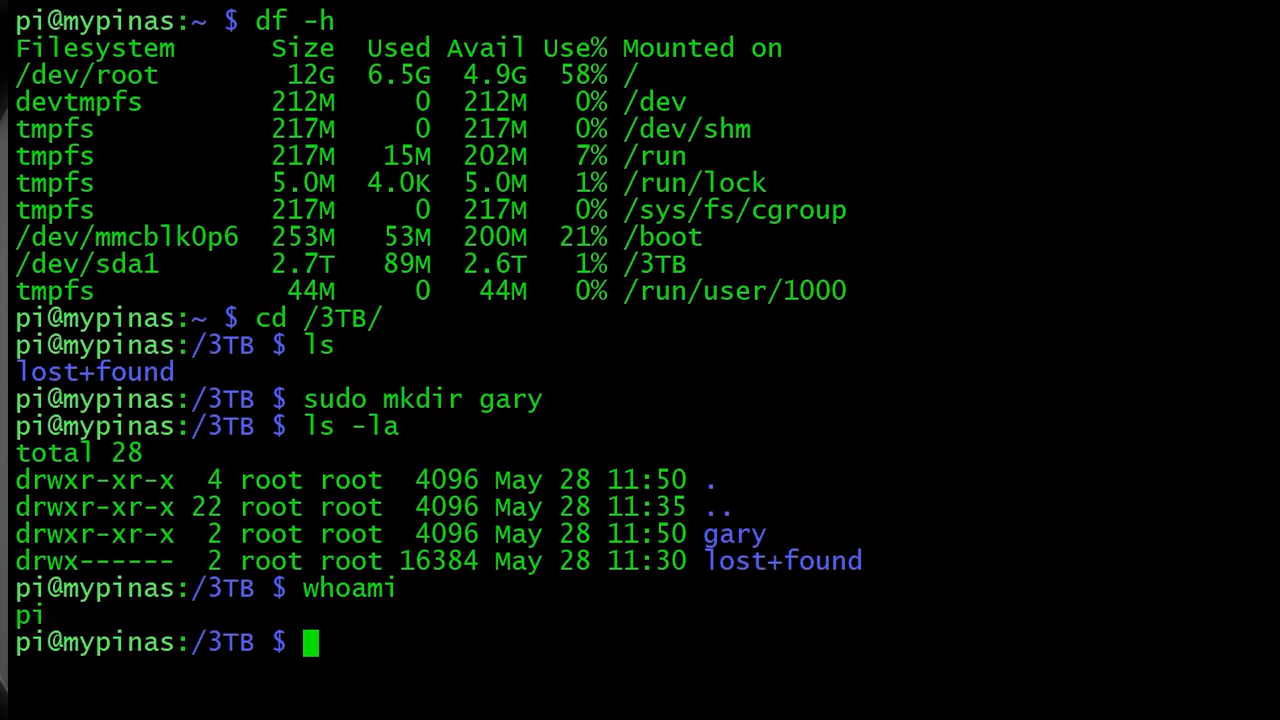 pi@mypinas:~ $ df -h
Filesystem      Size  Used Avail Use% Mounted on
/dev/root        12G  6.5G  4.9G  58% /
devtmpfs        212M     0  212M   0% /dev
tmpfs           217M     0  217M   0% /dev/shm
tmpfs           217M   15M  202M   7% /run
tmpfs           5.0M  4.0K  5.0M   1% /run/lock
tmpfs           217M     0  217M   0% /sys/fs/cgroup
/dev/mmcblk0p6  253M   53M  200M  21% /boot
/dev/sda1       2.7T   89M  2.6T   1% /3TB
tmpfs            44M     0   44M   0% /run/user/1000
pi@mypinas:~ $ cd /3TB/
pi@mypinas:/3TB $ ls
lost+found
pi@mypinas:/3TB $ sudo mkdir gary
pi@mypinas:/3TB $ ls -la
total 28
drwxr-xr-x  4 root root  4096 May 28 11:50 .
drwxr-xr-x 22 root root  4096 May 28 11:35 ..
drwxr-xr-x  2 root root  4096 May 28 11:50 gary
drwx------  2 root root 16384 May 28 11:30 lost+found
pi@mypinas:/3TB $ whoami
pi
pi@mypinas:/3TB $